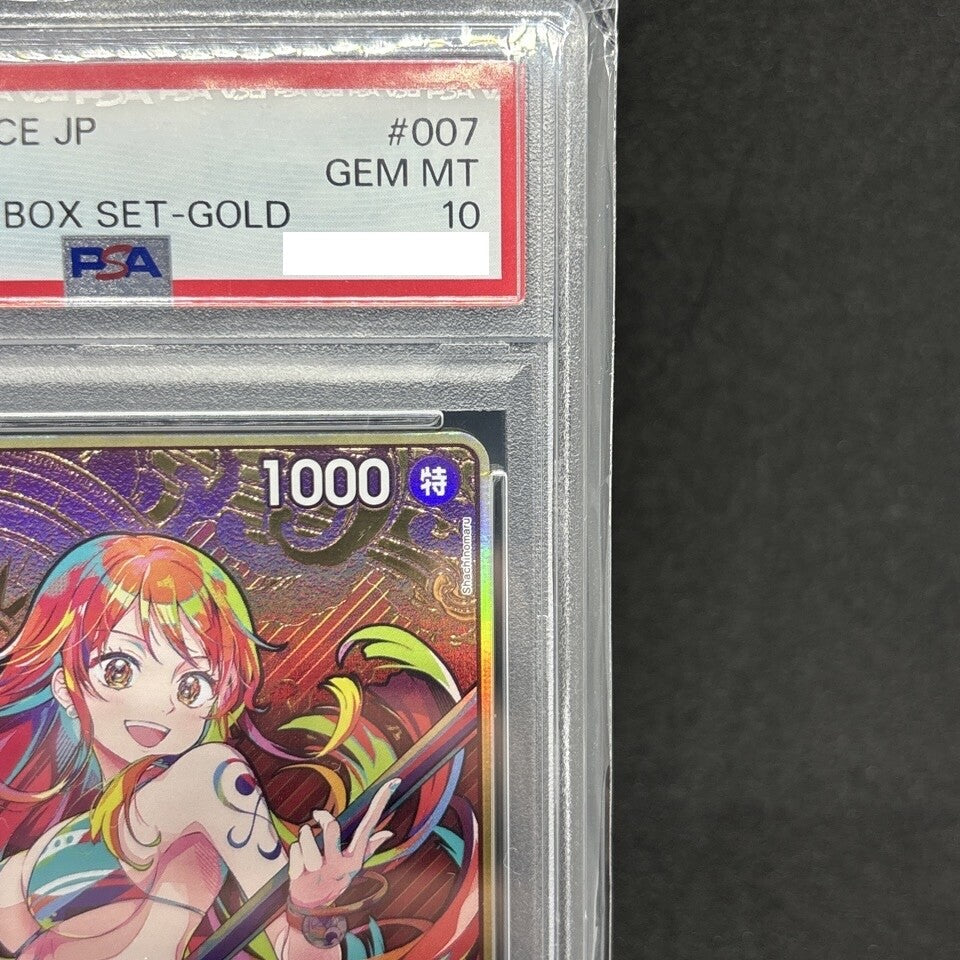 CE JP #007
GEM MT
BOX SET-GOLD 10
PSA
1000 特
Shachinomaru